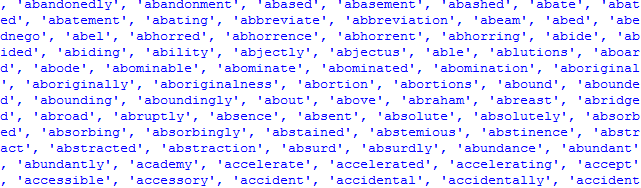 , 'abandonedly', 'abandonment', 'abased', 'abasement', 'abashed', 'abate', 'abat
ed', 'abatement', 'abating', 'abbreviate', 'abbreviation', 'abeam', 'abed', 'abe
dnego', 'abel', 'abhorred', 'abhorrence', 'abhorrent', 'abhorring', 'abide', 'ab
ided', 'abiding', 'ability', 'abjectly', 'abjectus', 'able', 'ablutions', 'aboar
d', 'abode', 'abominable', 'abominate', 'abominated', 'abomination', 'aboriginal
', 'aboriginally', 'aboriginalness', 'abortion', 'abortions', 'abound', 'abounde
d', 'abounding', 'aboundingly', 'about', 'above', 'abraham', 'abreast', 'abridge
d', 'abroad', 'abruptly', 'absence', 'absent', 'absolute', 'absolutely', 'absorb
ed', 'absorbing', 'absorbingly', 'abstained', 'abstemious', 'abstinence', 'abstr
act', 'abstracted', 'abstraction', 'absurd', 'absurdly', 'abundance', 'abundant'
, 'abundantly', 'academy', 'accelerate', 'accelerated', 'accelerating', 'accept'
, 'accessible', 'accessory', 'accident', 'accidental', 'accidentally', 'accident